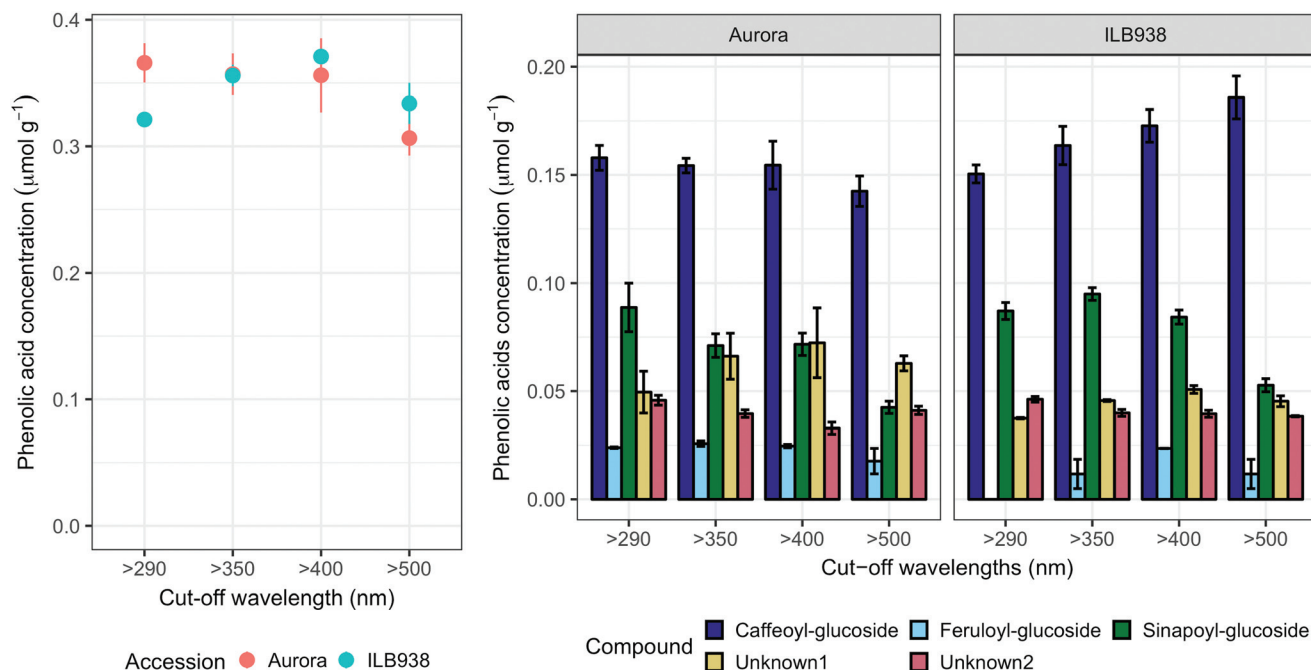 Phenolic acid concentration (μmol g⁻¹)
0.4
0.3
0.2
0.1
0.0
>290 >350 >400 >500
Cut-off wavelength (nm)
Accession Aurora ILB938
Phenolic acids concentration (μmol g⁻¹)
Aurora ILB938
0.20
0.15
0.10
0.05
0.00
>290 >350 >400 >500 >290 >350 >400 >500
Cut−off wavelengths (nm)
Compound
Caffeoyl-glucoside Feruloyl-glucoside Sinapoyl-glucoside
Unknown1 Unknown2